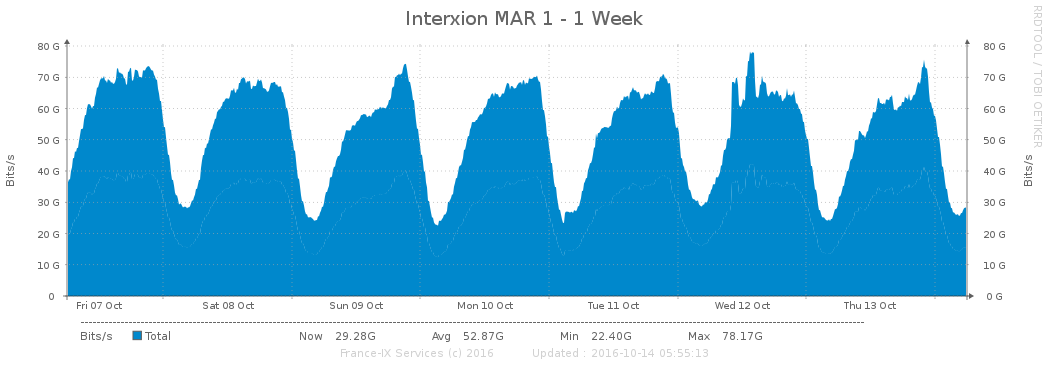 Interxion MAR 1 - 1 Week
RRDTOOL / TOBI OETIKER
Bits/s
80 G
70 G
60 G
50 G
40 G
30 G
20 G
10 G
0
80 G
70 G
60 G
50 G
40 G
30 G
20 G
10 G
0 G
Bits/s
Fri 07 Oct Sat 08 Oct Sun 09 Oct Mon 10 Oct Tue 11 Oct Wed 12 Oct Thu 13 Oct
Bits/s Total Now 29.28G Avg 52.87G Min 22.40G Max 78.17G
France-IX Services (c) 2016 Updated : 2016-10-14 05:55:13